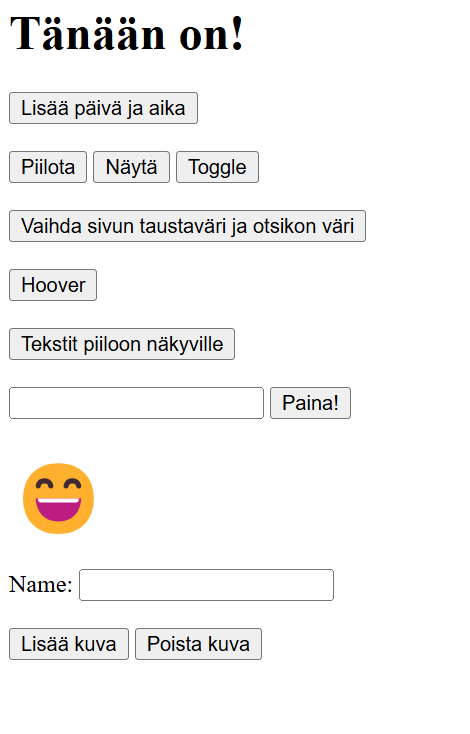 Tänään on!
Lisää päivä ja aika
Piilota Näytä Toggle
Vaihda sivun taustaväri ja otsikon väri
Hoover
Tekstit piiloon näkyville
Paina!
Name:
Lisää kuva Poista kuva